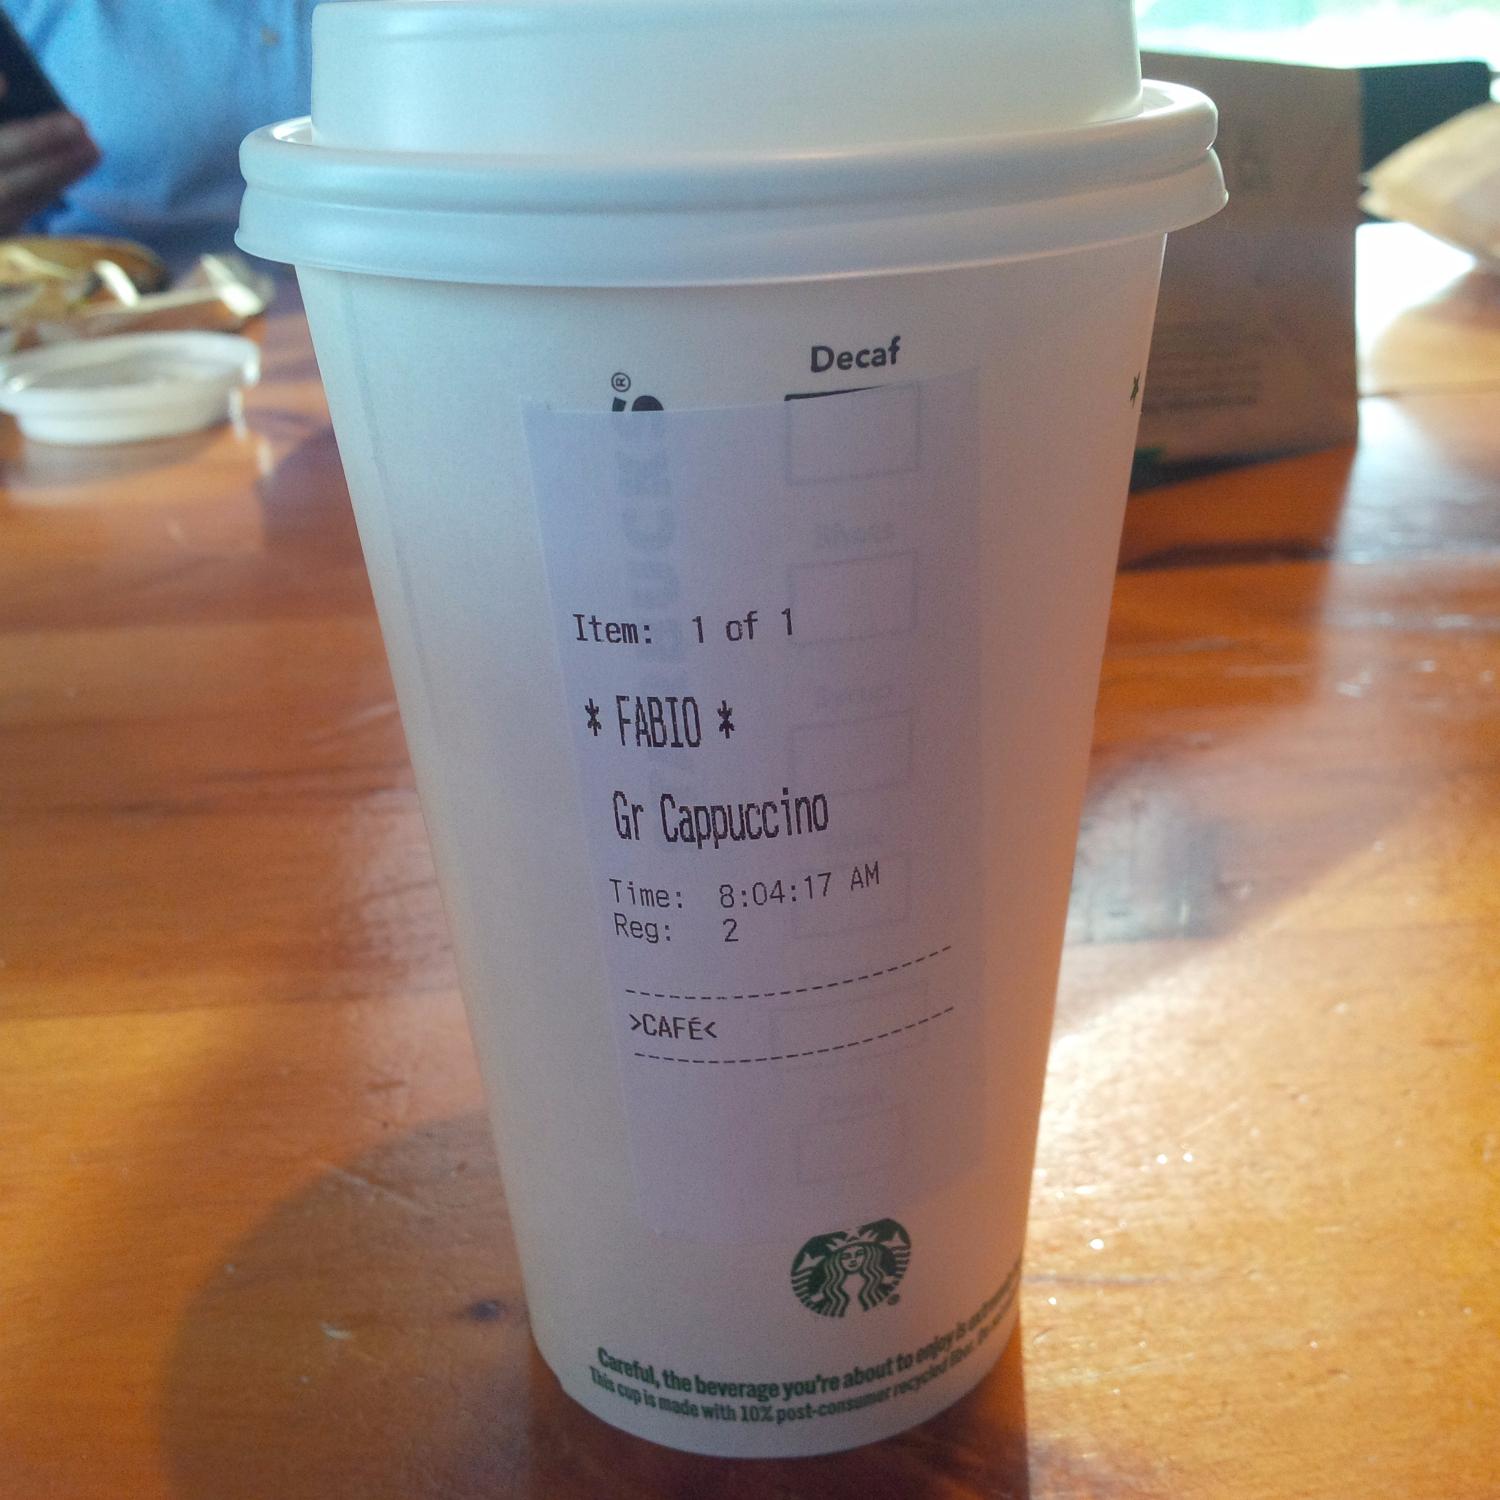 Decaf
®
Item: 1 of 1
* FABIO *
Gr Cappuccino
Time: 8:04:17 AM
Reg: 2
>CAFÉ<
Careful, the beverage you're about to enjoy is extremely
This cup is made with 10% post-consumer recycled fiber.